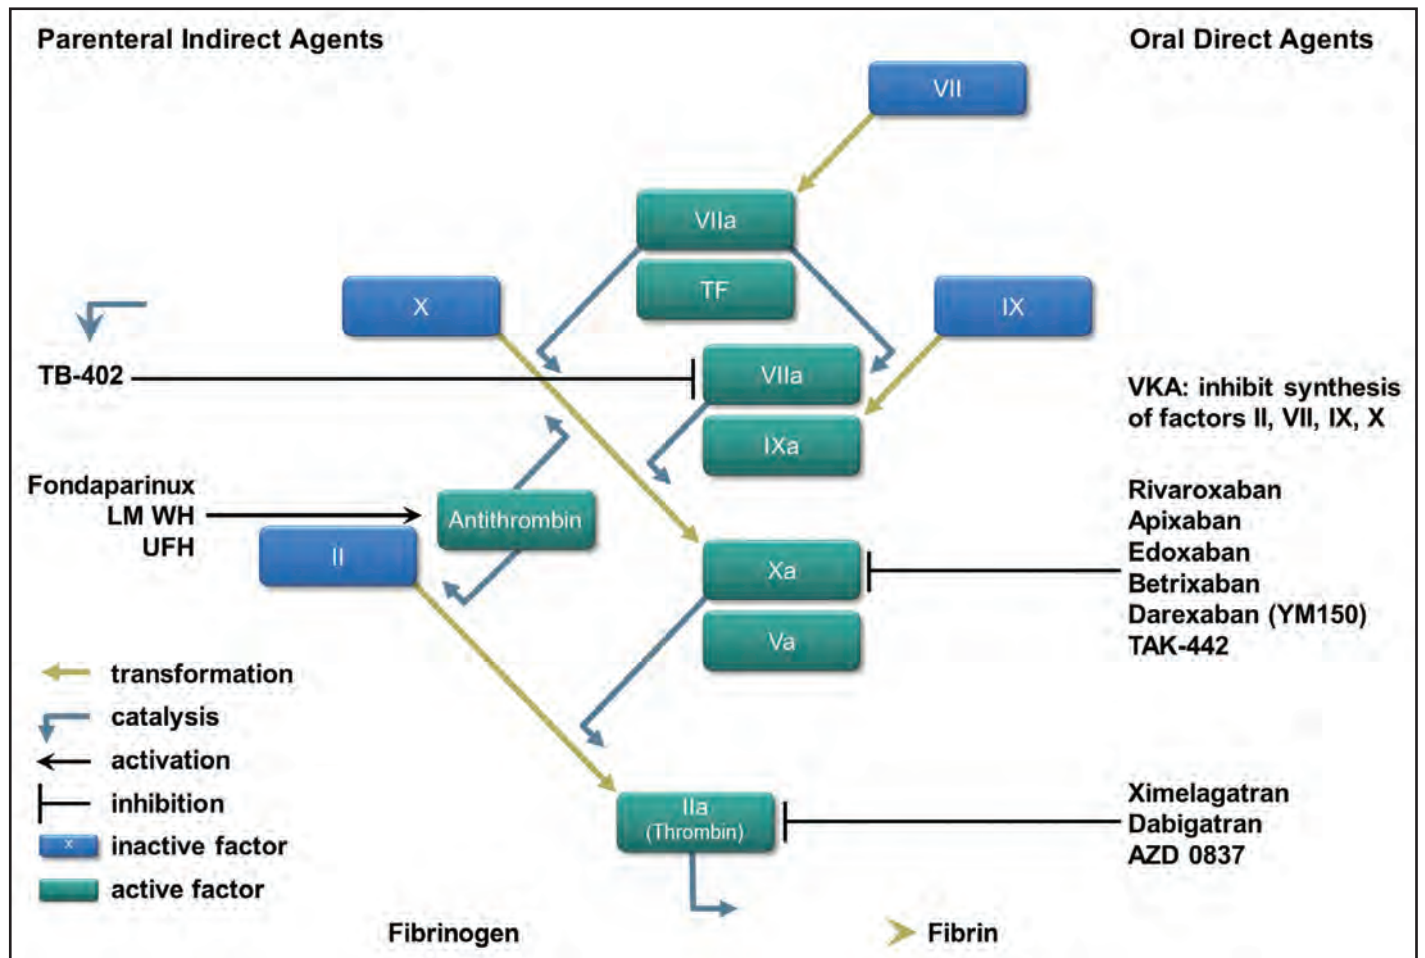 Parenteral Indirect Agents
Oral Direct Agents
VII
VIIa
TF
X
IX
TB-402
VIIa
IXa
VKA: inhibit synthesis
of factors II, VII, IX, X
Fondaparinux
LM WH
UFH
Antithrombin
II
Xa
Va
Rivaroxaban
Apixaban
Edoxaban
Betrixaban
Darexaban (YM150)
TAK-442
transformation
catalysis
activation
inhibition
x
inactive factor
active factor
IIa
(Thrombin)
Ximelagatran
Dabigatran
AZD 0837
Fibrinogen
Fibrin